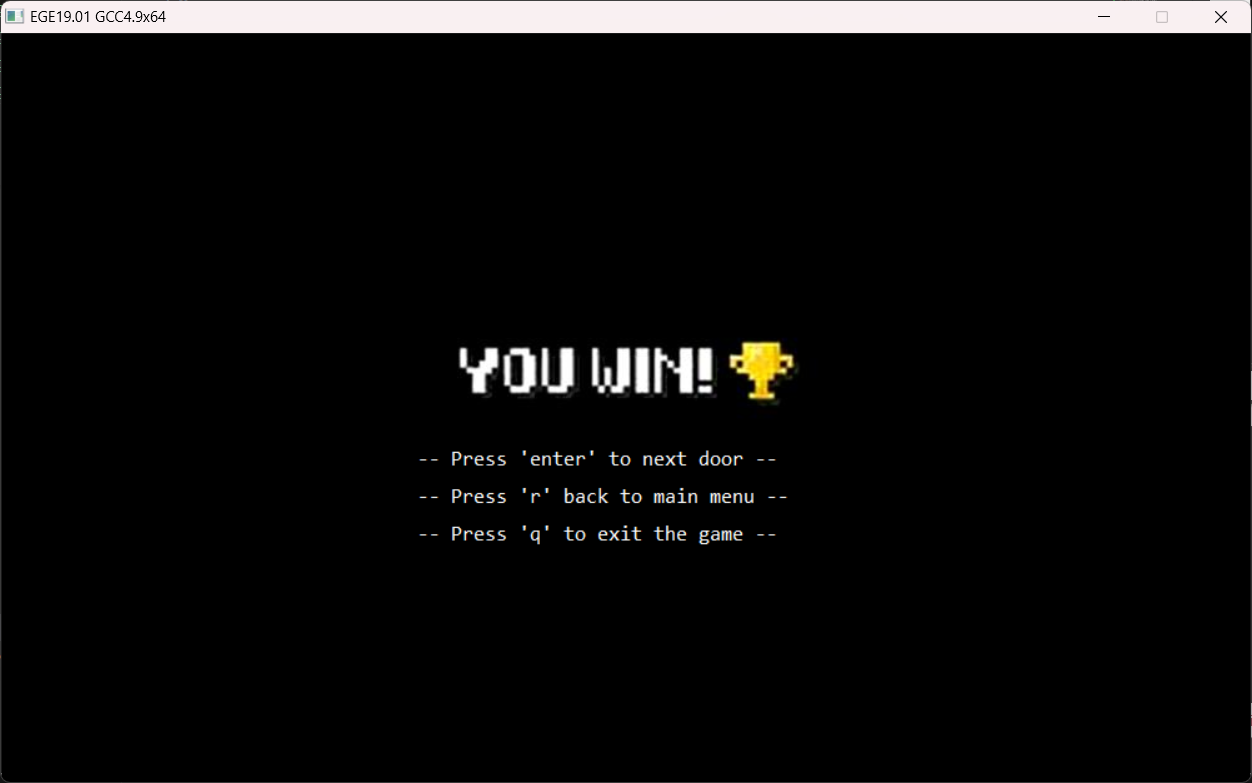 EGE19.01 GCC4.9x64
YOU WIN!
-- Press 'enter' to next door --
-- Press 'r' back to main menu --
-- Press 'q' to exit the game --